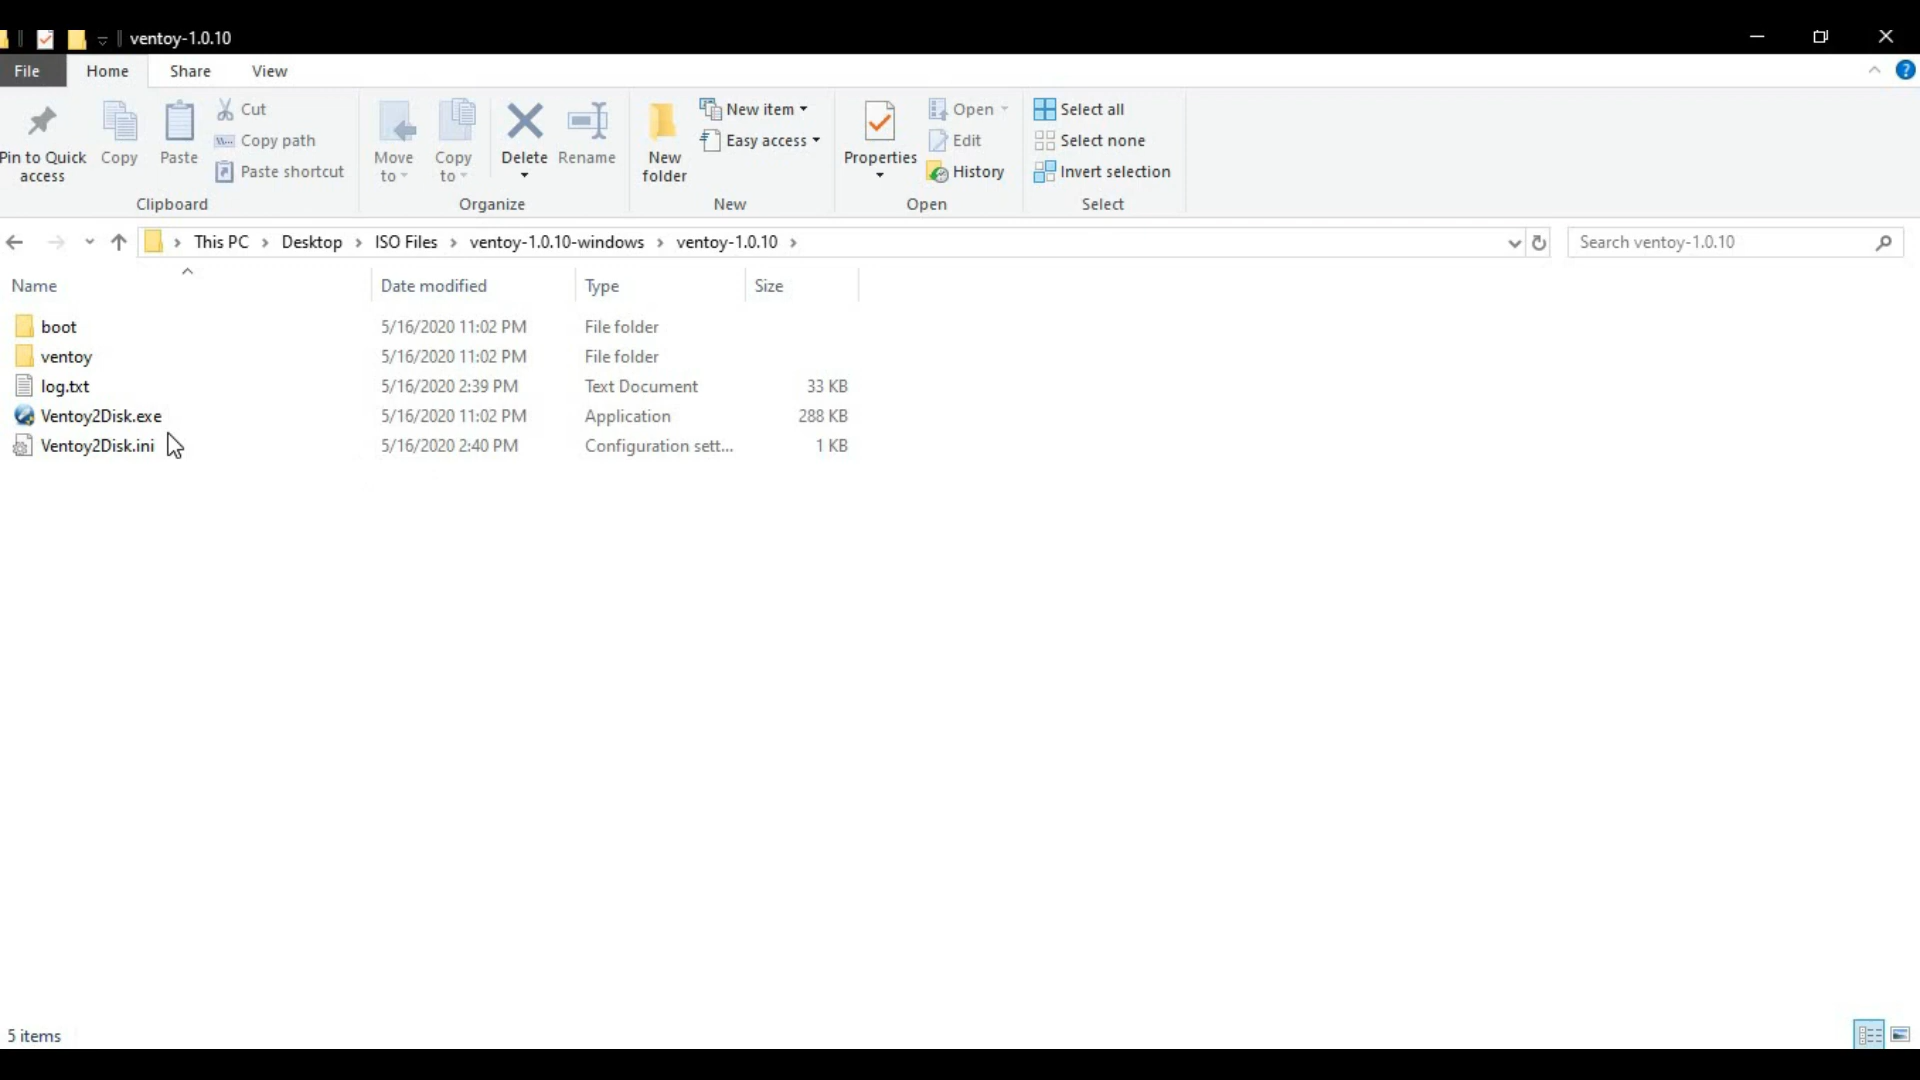 ventoy-1.0.10
File Home Share View
Pin to Quick access
Copy
Paste
Cut
Copy path
Paste shortcut
Clipboard
Move to
Copy to
Delete
Rename
Organize
New folder
New item
Easy access
New
Properties
Open
Edit
History
Open
Select all
Select none
Invert selection
Select
This PC > Desktop > ISO Files > ventoy-1.0.10-windows > ventoy-1.0.10 >
Search ventoy-1.0.10
Name Date modified Type Size
boot 5/16/2020 11:02 PM File folder
ventoy 5/16/2020 11:02 PM File folder
log.txt 5/16/2020 2:39 PM Text Document 33 KB
Ventoy2Disk.exe 5/16/2020 11:02 PM Application 288 KB
Ventoy2Disk.ini 5/16/2020 2:40 PM Configuration sett... 1 KB
5 items